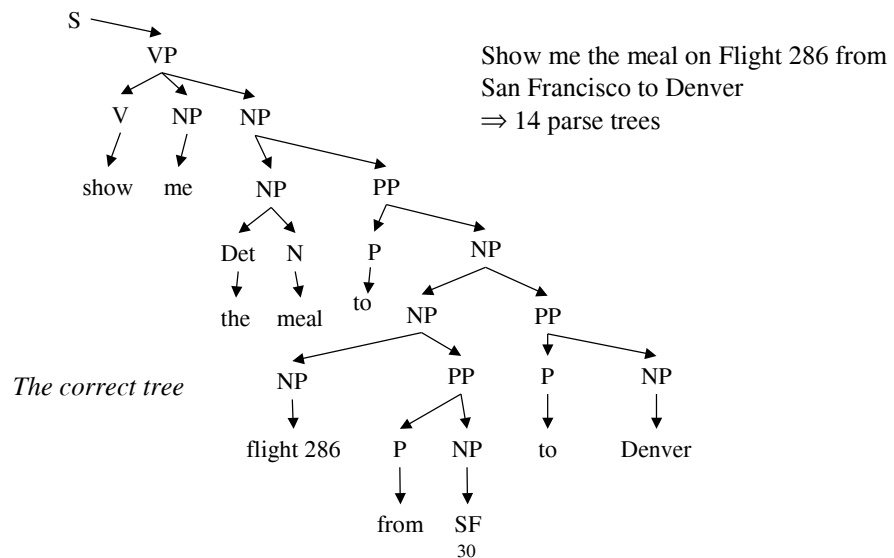 S
VP
Show me the meal on Flight 286 from
San Francisco to Denver
⇒ 14 parse trees
V NP NP
show me NP PP
Det N P NP
the meal to NP PP
The correct tree
NP PP P NP
flight 286 P NP to Denver
from SF
30